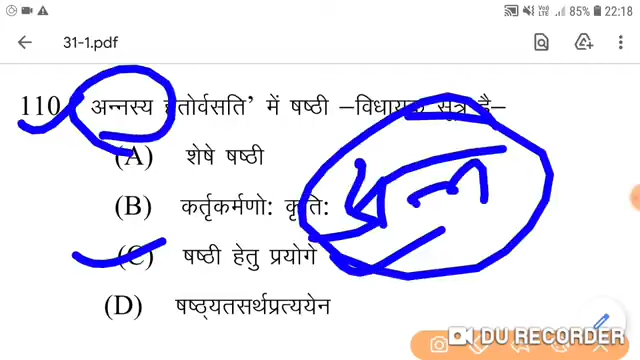 85% 22:18
31-1.pdf
110. अन्नस्य हेतोर्वसति' में षष्ठी –विधायक सूत्र है–
(A) शेषे षष्ठी
(B) कर्तृकर्मणोः कृतिः
(C) षष्ठी हेतु प्रयोगे
(D) षष्ठ्यतसर्थप्रत्ययेन
DU RECORDER